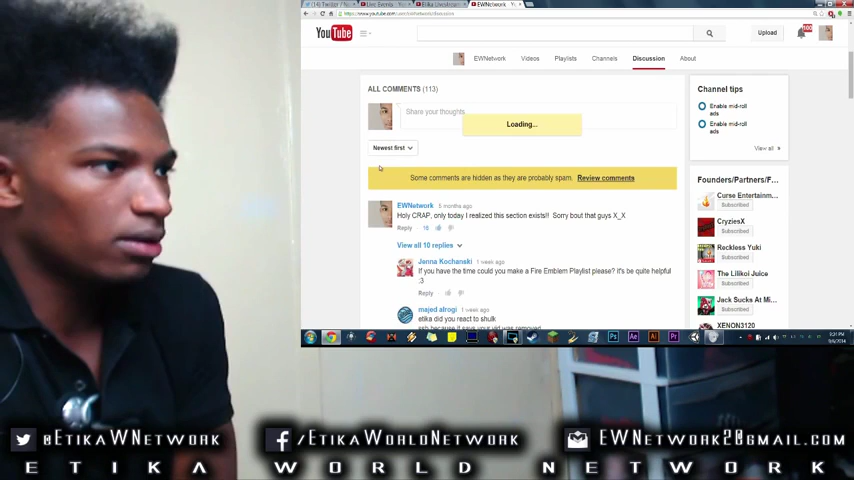 (14) Twitter
Live Events
EWNetwork
YouTube
Upload
EWNetwork
Videos
Playlists
Channels
Discussion
About
ALL COMMENTS (113)
Share your thoughts
Loading...
Newest first
Some comments are hidden as they are probably spam. Review comments
EWNetwork 5 months ago
Holy CRAP, only today I realized this section exists!! Sorry bout that guys X_X
Reply
View all 10 replies
Jenna Kochanski 1 week ago
If you have the time could you make a Fire Emblem Playlist please? it's be quite helpful
:3
Reply
majed alrogi 1 week ago
etika did you react to shulk
Channel tips
Enable mid-roll
ads
Enable mid-roll
ads
View all
Founders/Partners/F...
Curse Entertainm...
Subscribed
CryziesX
Subscribed
Reckless Yuki
Subscribed
The Lilikoi Juice
Subscribed
Jack Sucks At Mi...
Subscribed
XENON3120
@EtikaWNetwork
/EtikaWorldNetwork
EWNetwork2@gmail.com
ETIKA WORLD NETWORK